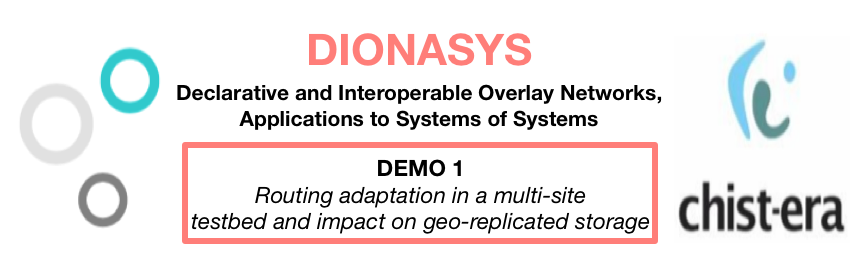 DIONASYS
Declarative and Interoperable Overlay Networks,
Applications to Systems of Systems
DEMO 1
Routing adaptation in a multi-site
testbed and impact on geo-replicated storage
chist-era